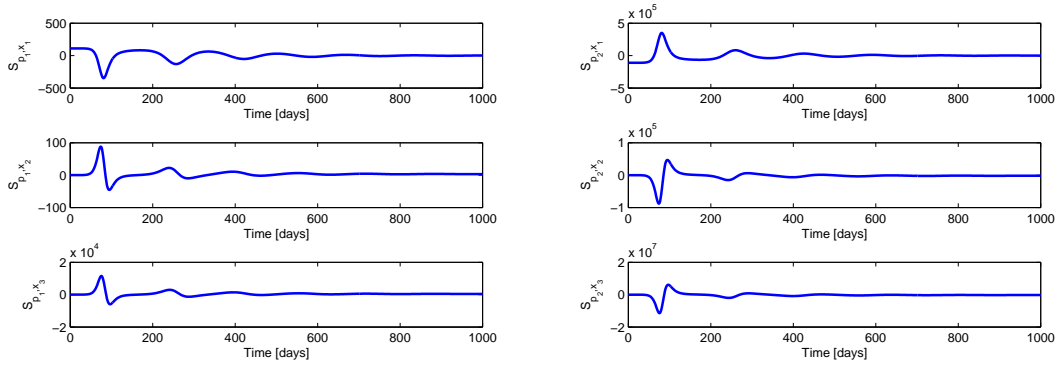 500
0
−500
S_{p_1,x_1}
0 200 400 600 800 1000
Time [days]
100
0
−100
S_{p_1,x_2}
0 200 400 600 800 1000
Time [days]
x 10^4
2
0
−2
S_{p_1,x_3}
0 200 400 600 800 1000
Time [days]
x 10^5
5
0
−5
S_{p_2,x_1}
0 200 400 600 800 1000
Time [days]
x 10^5
1
0
−1
S_{p_2,x_2}
0 200 400 600 800 1000
Time [days]
x 10^7
2
0
−2
S_{p_2,x_3}
0 200 400 600 800 1000
Time [days]